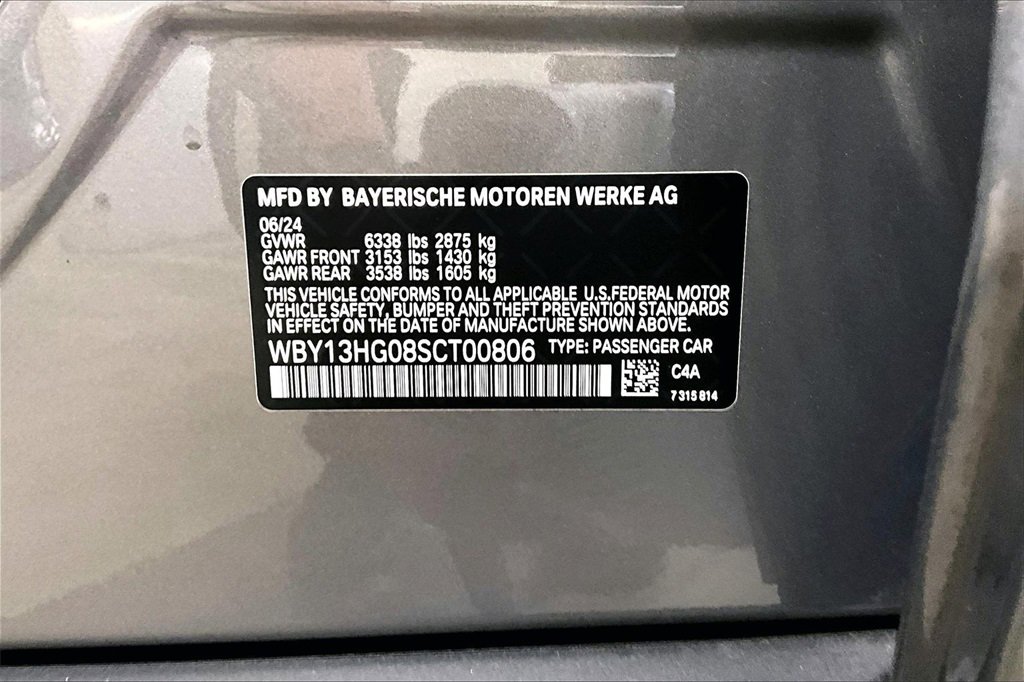 MFD BY BAYERISCHE MOTOREN WERKE AG
06/24
GVWR 6338 lbs 2875 kg
GAWR FRONT 3153 lbs 1430 kg
GAWR REAR 3538 lbs 1605 kg
THIS VEHICLE CONFORMS TO ALL APPLICABLE U.S.FEDERAL MOTOR
VEHICLE SAFETY, BUMPER AND THEFT PREVENTION STANDARDS
IN EFFECT ON THE DATE OF MANUFACTURE SHOWN ABOVE.
WBY13HG08SCT00806 TYPE: PASSENGER CAR
C4A
7 315 814